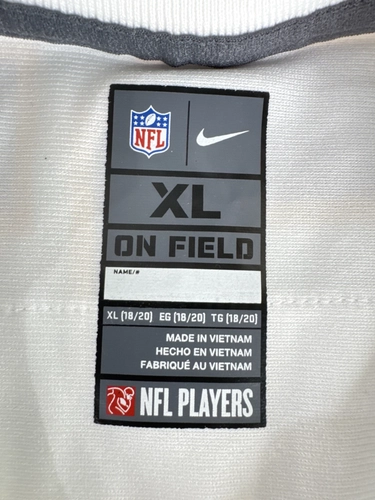 NFL
XL
ON FIELD
NAME/#
XL (18/20) EG (18/20) TG (18/20)
MADE IN VIETNAM
HECHO EN VIETNAM
FABRIQUÉ AU VIETNAM
NFL PLAYERS